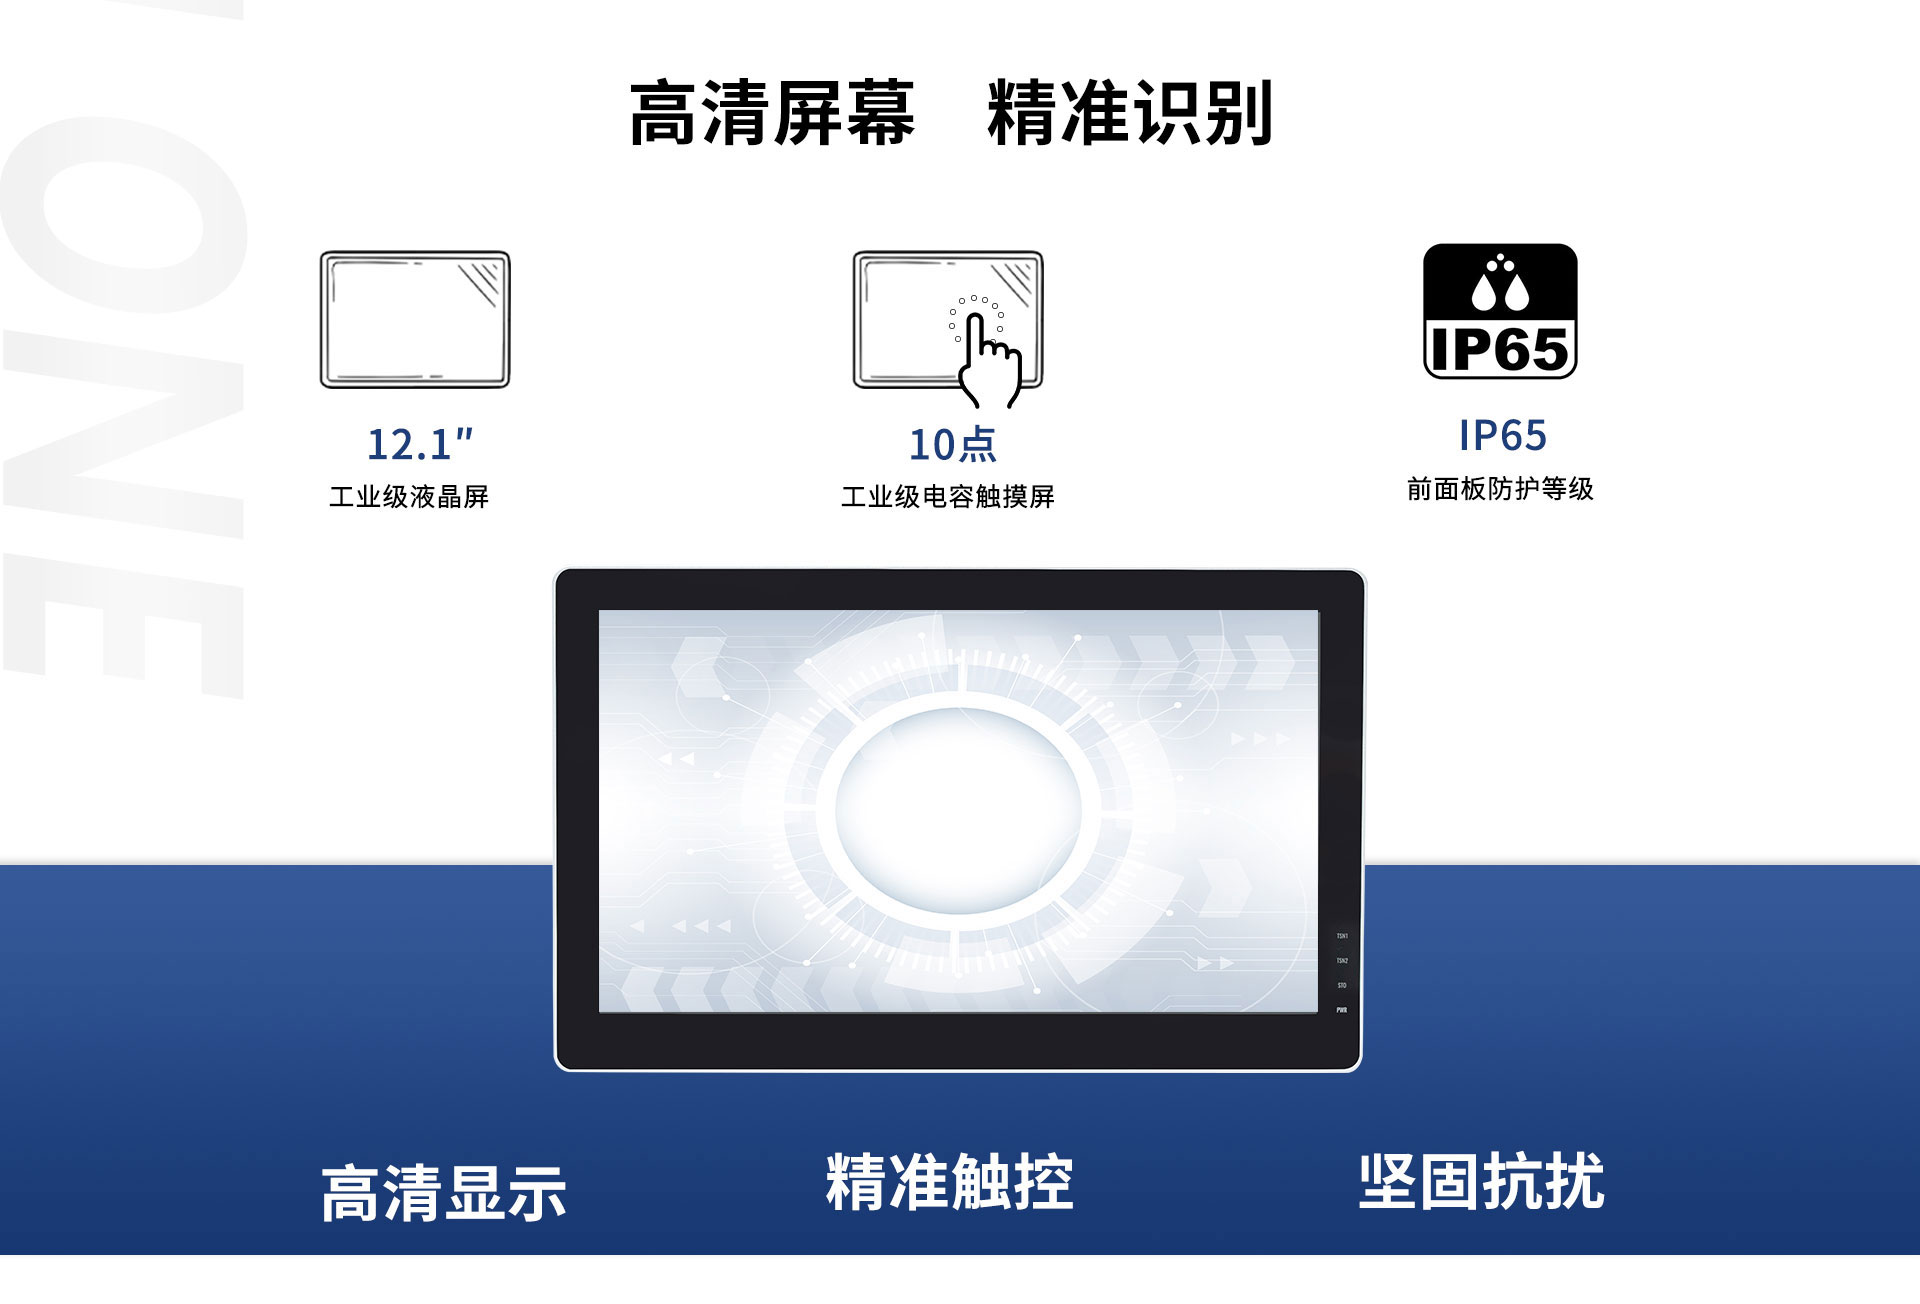 高清屏幕 精准识别
ONE
IP65
12.1"
工业级液晶屏
10点
工业级电容触摸屏
IP65
前面板防护等级
TSN1
TSN2
STO
PWR
高清显示
精准触控
坚固抗扰